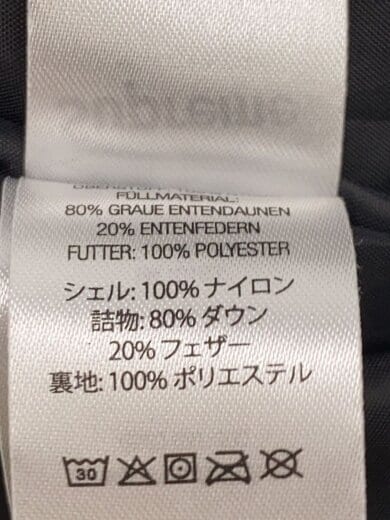 FÜLLMATERIAL:
80% GRAUE ENTENDAUNEN
20% ENTENFEDERN
FUTTER: 100% POLYESTER
シェル: 100% ナイロン
詰物: 80% ダウン
20% フェザー
裏地: 100% ポリエステル
30